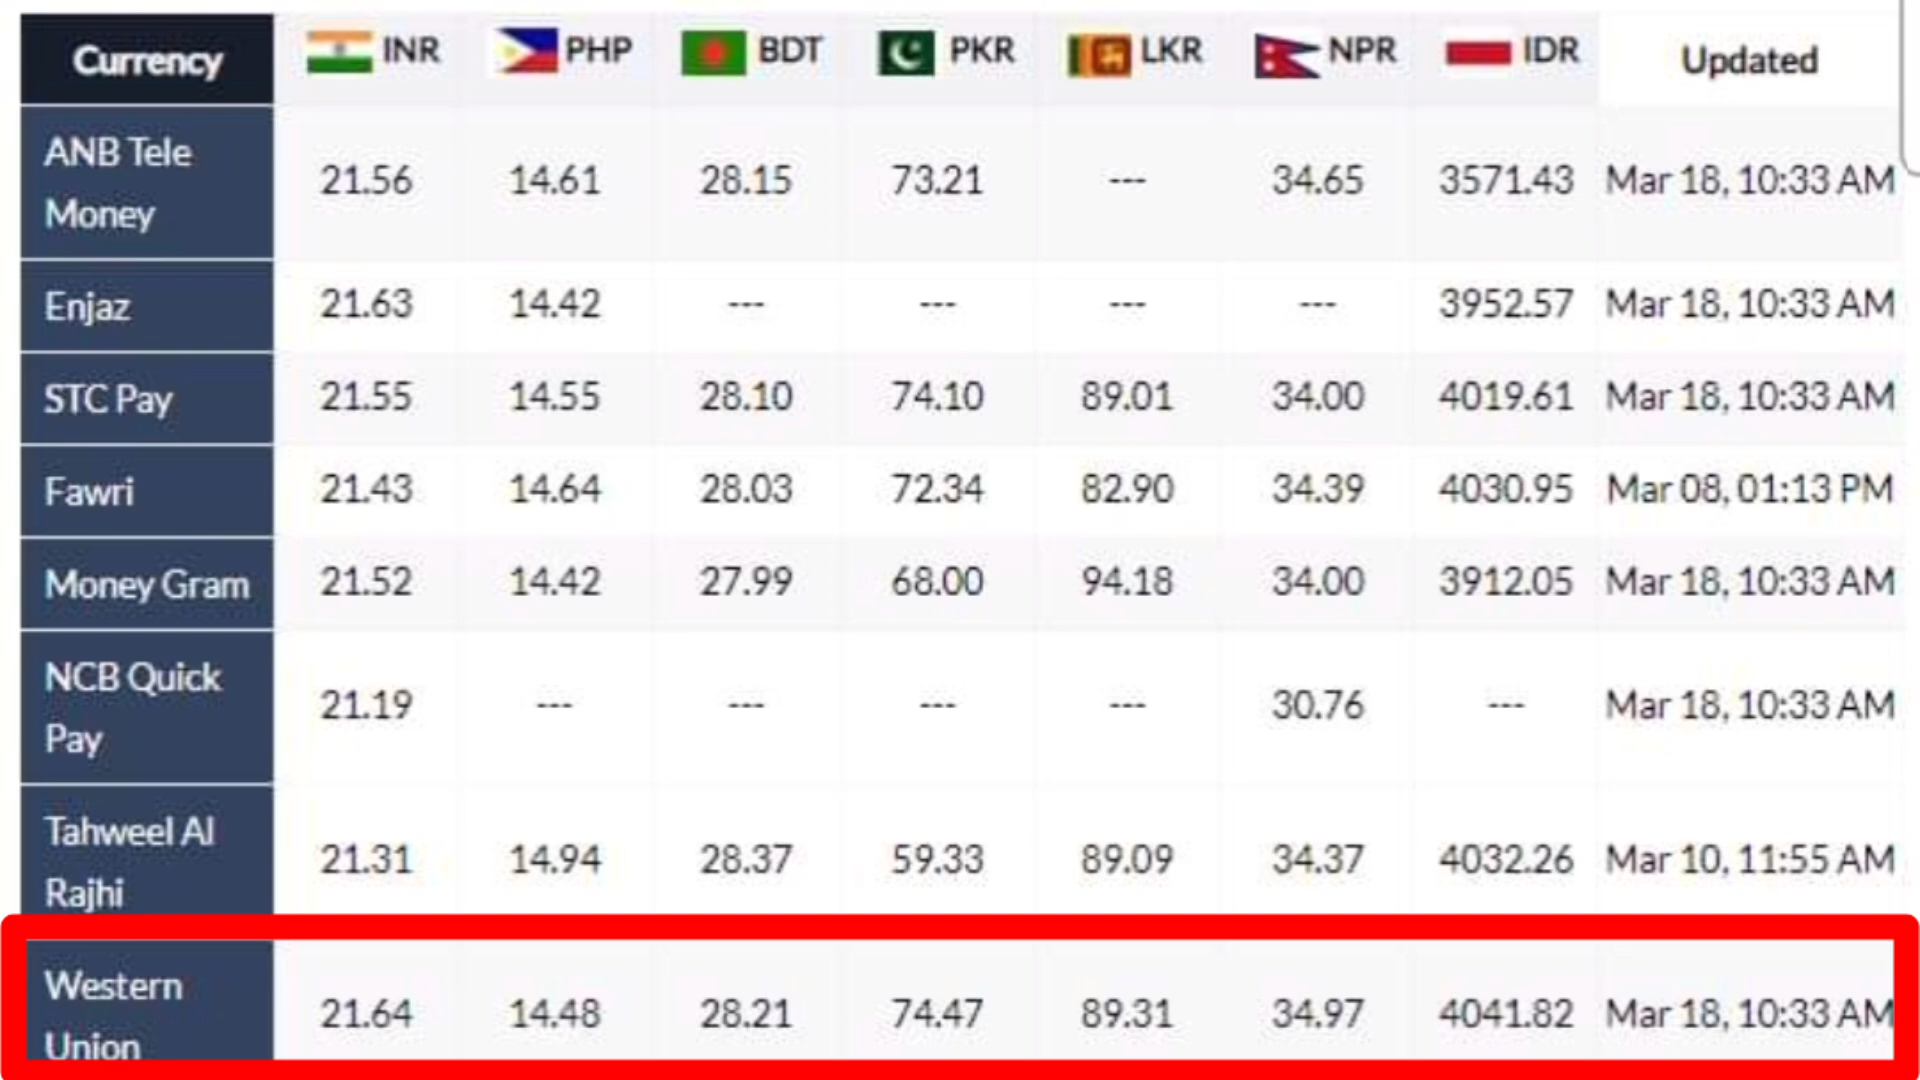 Currency INR PHP BDT PKR LKR NPR IDR Updated
ANB Tele
Money 21.56 14.61 28.15 73.21 --- 34.65 3571.43 Mar 18, 10:33 AM
Enjaz 21.63 14.42 --- --- --- --- 3952.57 Mar 18, 10:33 AM
STC Pay 21.55 14.55 28.10 74.10 89.01 34.00 4019.61 Mar 18, 10:33 AM
Fawri 21.43 14.64 28.03 72.34 82.90 34.39 4030.95 Mar 08, 01:13 PM
Money Gram 21.52 14.42 27.99 68.00 94.18 34.00 3912.05 Mar 18, 10:33 AM
NCB Quick
Pay 21.19 --- --- --- --- 30.76 --- Mar 18, 10:33 AM
Tahweel Al
Rajhi 21.31 14.94 28.37 59.33 89.09 34.37 4032.26 Mar 10, 11:55 AM
Western
Union 21.64 14.48 28.21 74.47 89.31 34.97 4041.82 Mar 18, 10:33 AM